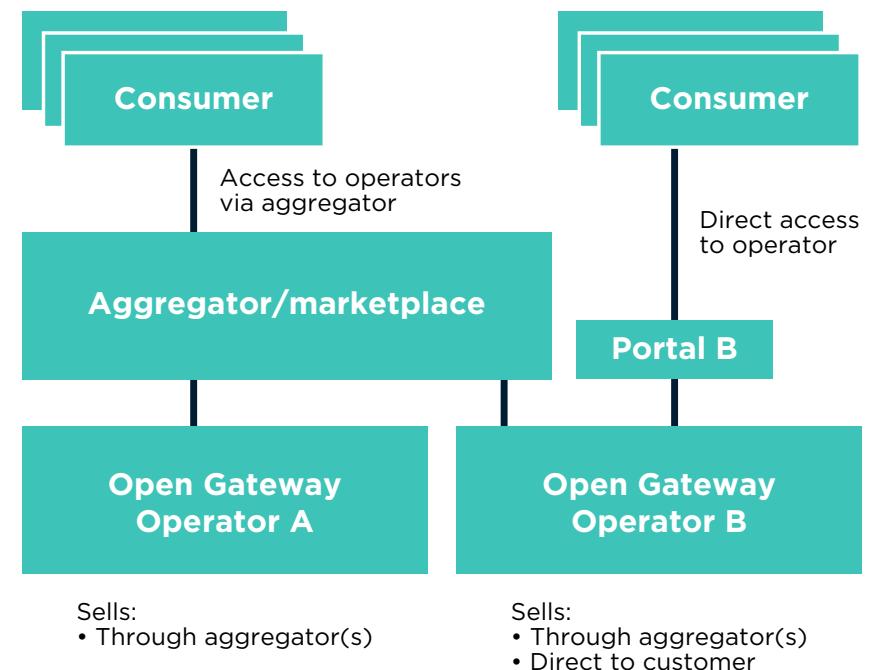 Consumer
Consumer
Access to operators
via aggregator
Direct access
to operator
Aggregator/marketplace
Portal B
Open Gateway
Operator A
Open Gateway
Operator B
Sells:
• Through aggregator(s)
Sells:
• Through aggregator(s)
• Direct to customer